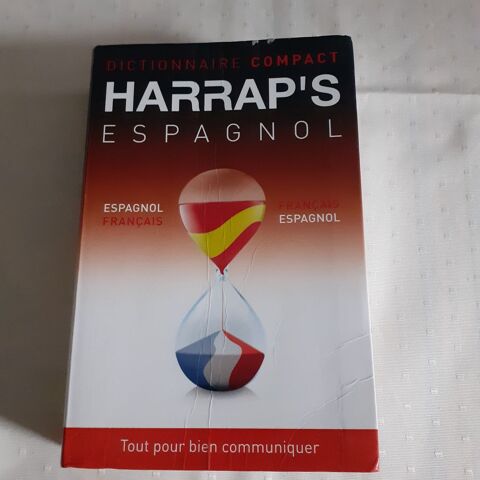 DICTIONNAIRE COMPACT
HARRAP'S
ESPAGNOL
ESPAGNOL
FRANÇAIS
FRANÇAIS
ESPAGNOL
Tout pour bien communiquer